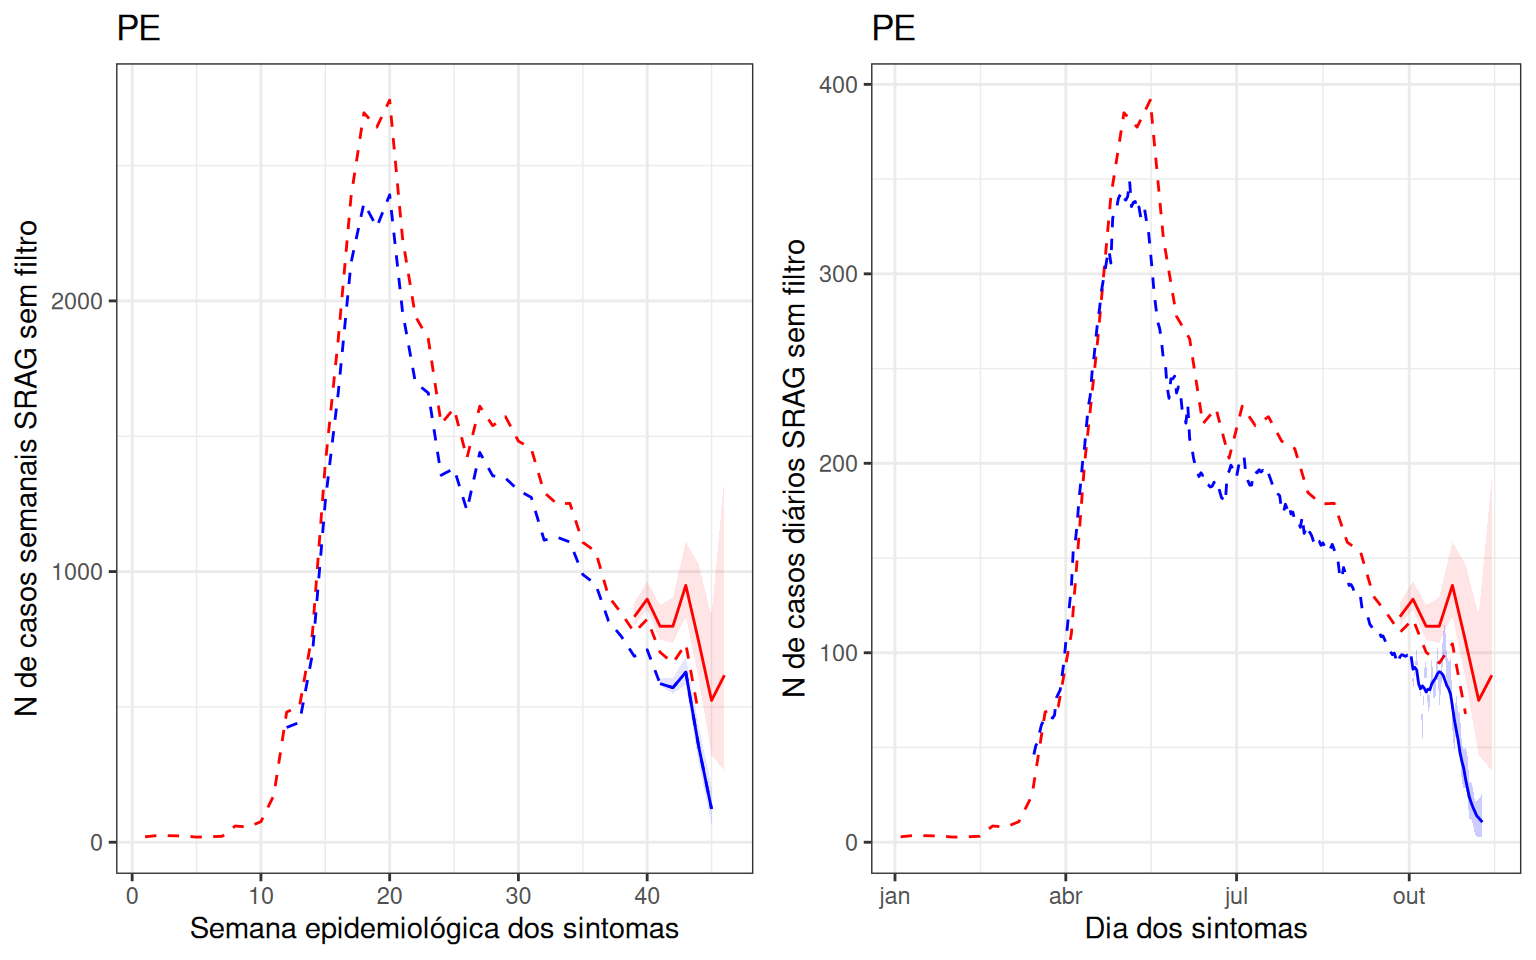 PE
N de casos semanais SRAG sem filtro
2000
1000
0
0 10 20 30 40
Semana epidemiológica dos sintomas
PE
N de casos diários SRAG sem filtro
400
300
200
100
0
jan abr jul out
Dia dos sintomas